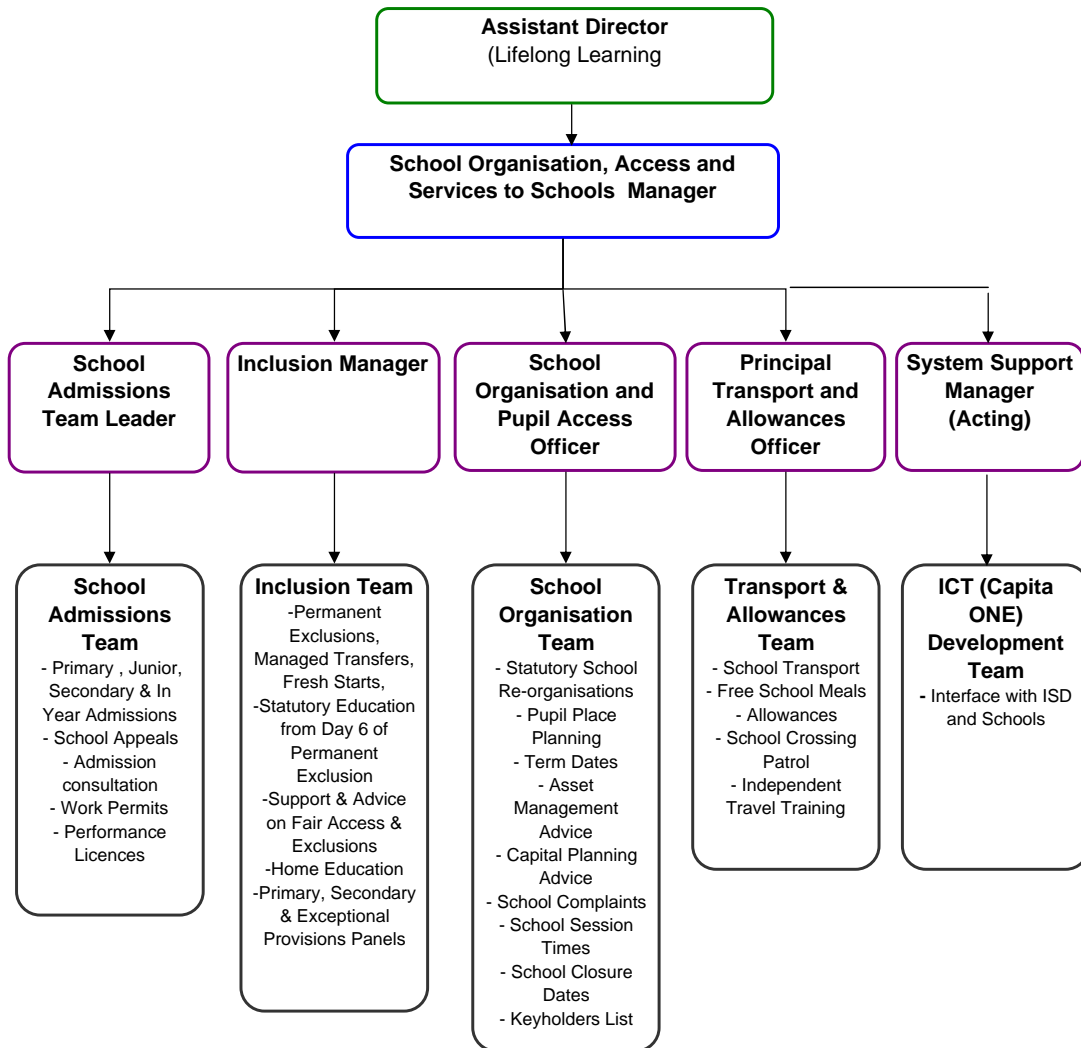 Assistant Director
(Lifelong Learning
School Organisation, Access and
Services to Schools  Manager
School
Admissions
Team Leader
Inclusion Manager
School
Organisation and
Pupil Access
Officer
Principal
Transport and
Allowances
Officer
System Support
Manager
(Acting)
School
Admissions
Team
- Primary , Junior,
Secondary & In
Year Admissions
- School Appeals
- Admission
consultation
- Work Permits
- Performance
Licences
Inclusion Team
-Permanent
Exclusions,
Managed Transfers,
Fresh Starts,
-Statutory Education
from Day 6 of
Permanent
Exclusion
-Support & Advice
on Fair Access &
Exclusions
-Home Education
-Primary, Secondary
& Exceptional
Provisions Panels
School
Organisation
Team
- Statutory School
Re-organisations
- Pupil Place
Planning
- Term Dates
- Asset
Management
Advice
- Capital Planning
Advice
- School Complaints
- School Session
Times
- School Closure
Dates
- Keyholders List
Transport &
Allowances
Team
- School Transport
- Free School Meals
- Allowances
- School Crossing
Patrol
- Independent
Travel Training
ICT (Capita
ONE)
Development
Team
- Interface with ISD
and Schools